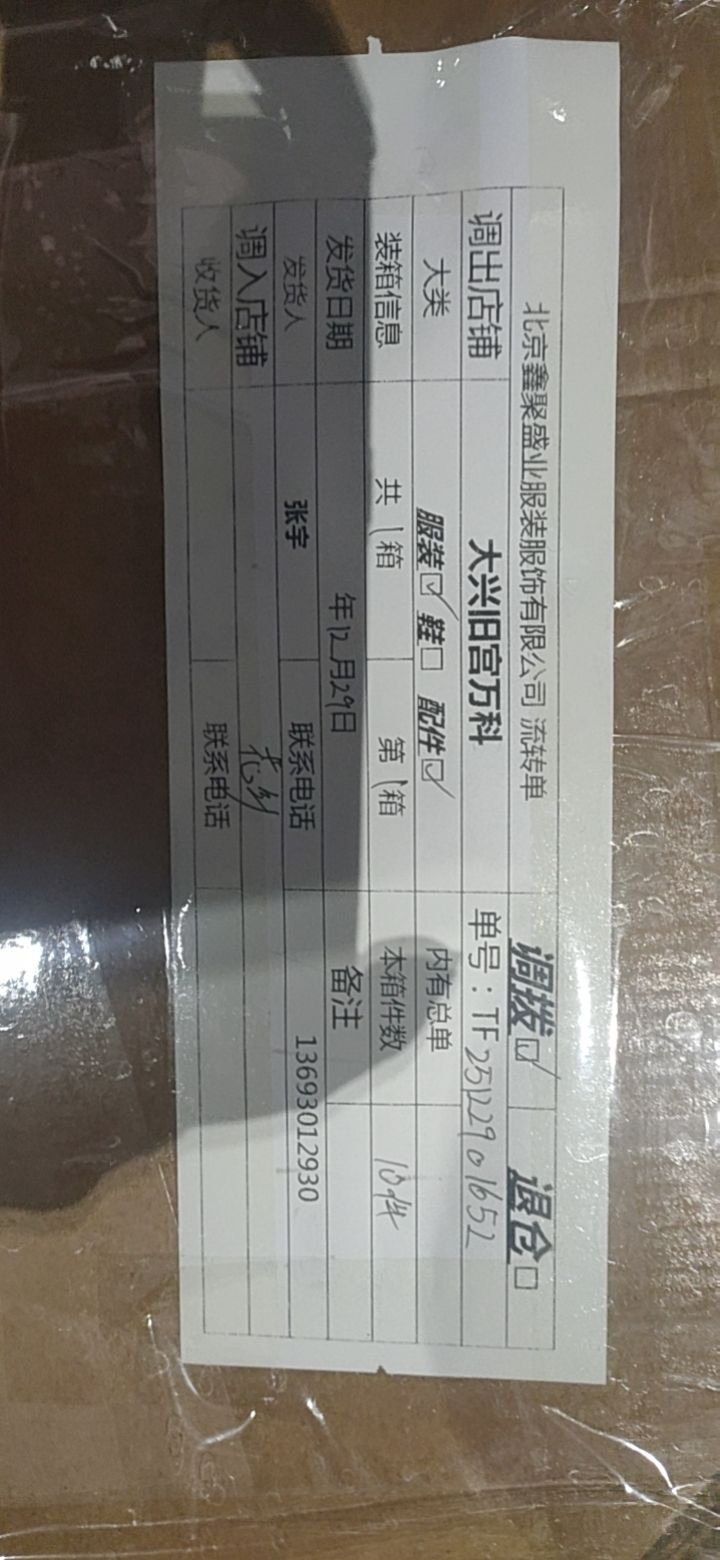 北京鑫聚盛业服装服饰有限公司 流转单 调拨☑ 退仓☐
调出店铺 大兴旧宫万科 单号：TF25122901652
大类 服装☑ 鞋☐ 配件☑ 内有总单
装箱信息 共1箱 第1箱 本箱件数 10件
发货日期 年12月29日 备注
发货人 张宇 联系电话 13693012930
调入店铺
收货人 联系电话